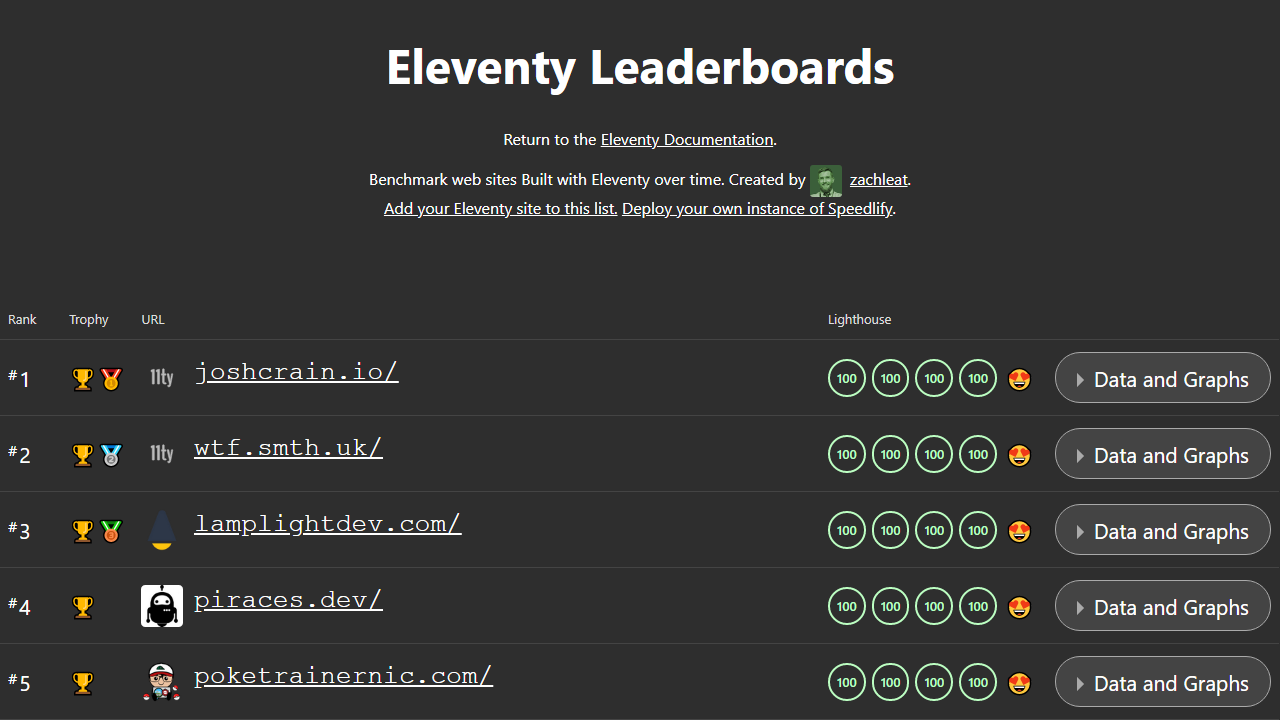 Eleventy Leaderboards
Return to the Eleventy Documentation.
Benchmark web sites Built with Eleventy over time. Created by zachleat.
Add your Eleventy site to this list. Deploy your own instance of Speedlify.
Rank Trophy URL Lighthouse
#1 11ty joshcrain.io/ 100 100 100 100 Data and Graphs
#2 2 11ty wtf.smth.uk/ 100 100 100 100 Data and Graphs
#3 3 lamplightdev.com/ 100 100 100 100 Data and Graphs
#4 piraces.dev/ 100 100 100 100 Data and Graphs
#5 poketrainernic.com/ 100 100 100 100 Data and Graphs